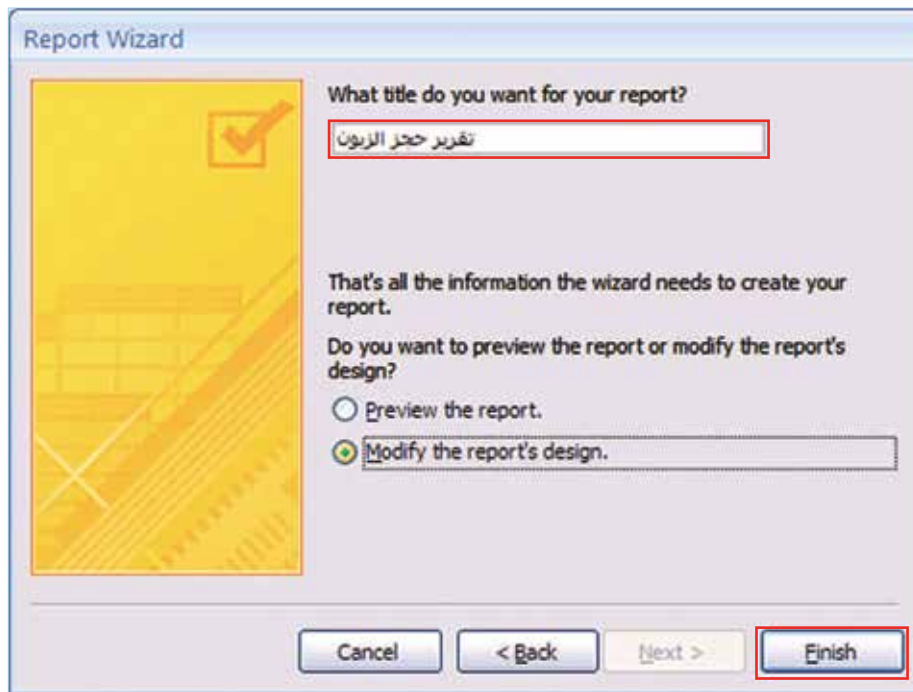 Report Wizard
What title do you want for your report?
تقرير حجز الزبون
That's all the information the wizard needs to create your
report.
Do you want to preview the report or modify the report's
design?
Preview the report.
Modify the report's design.
Cancel
< Back
Next >
Finish